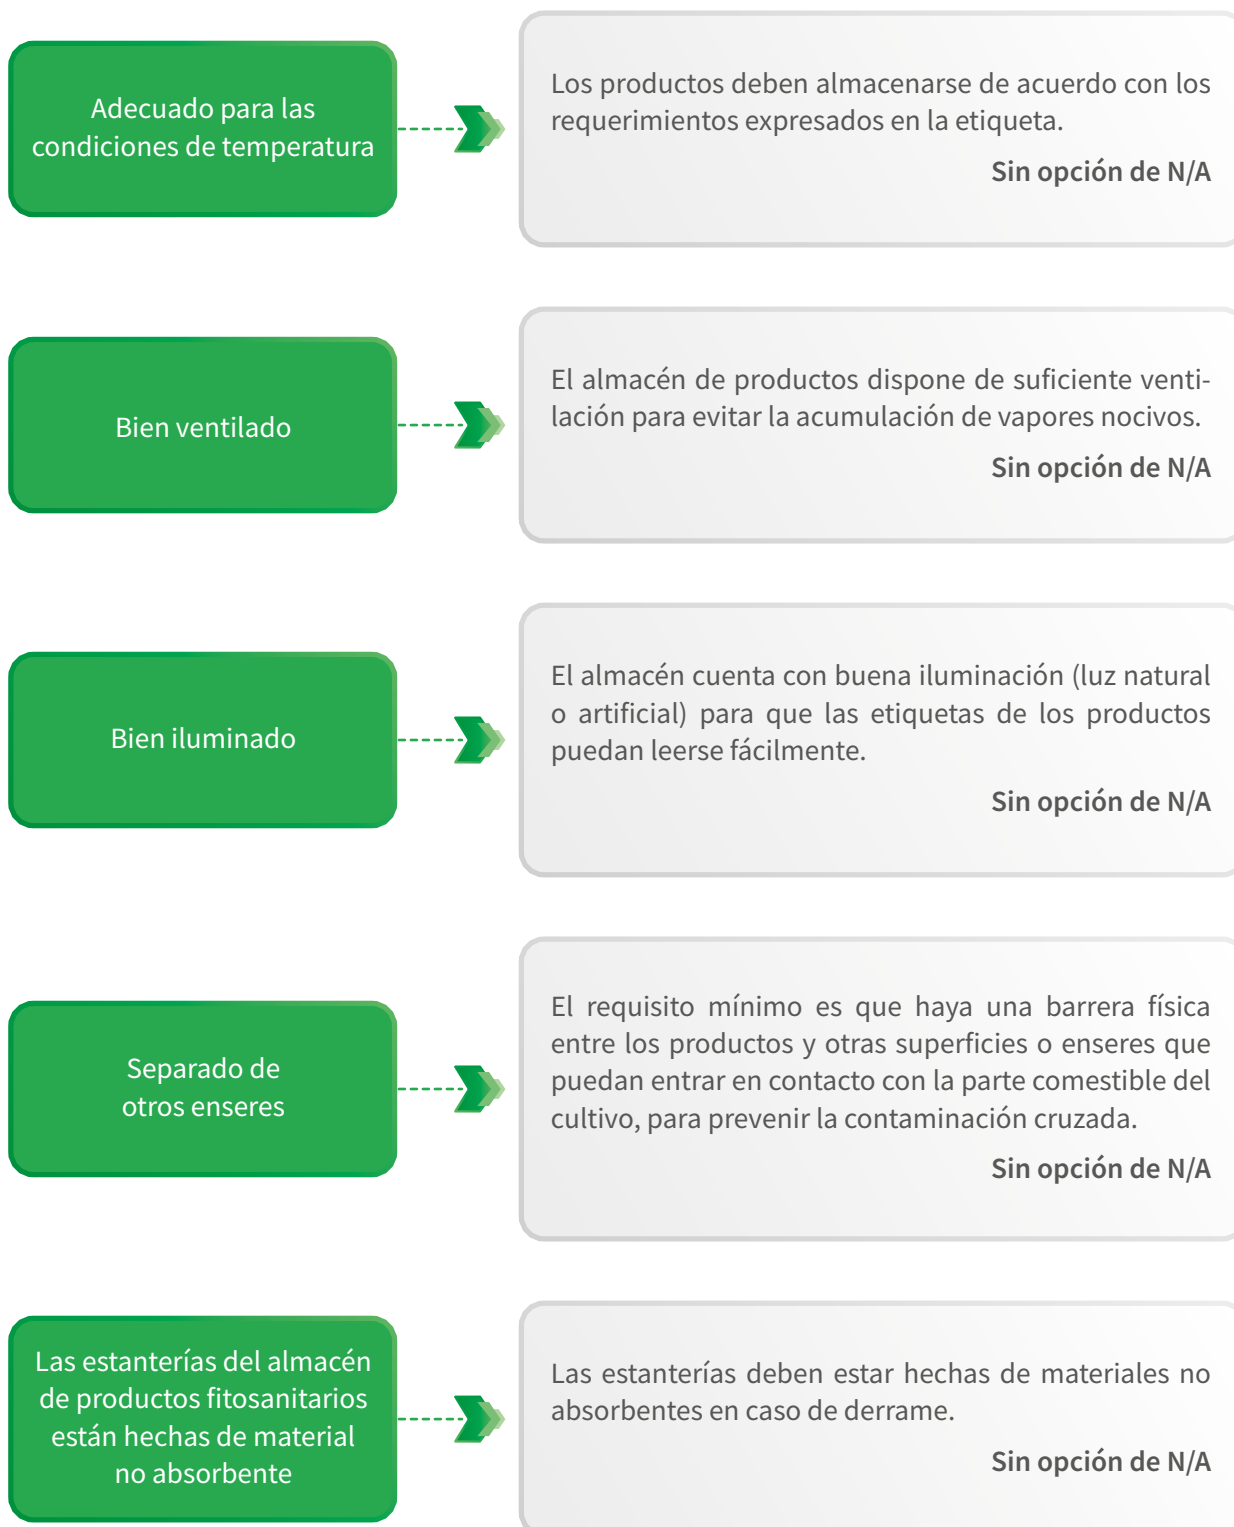 Adecuado para las
condiciones de temperatura
Los productos deben almacenarse de acuerdo con los
requerimientos expresados en la etiqueta.
Sin opción de N/A
Bien ventilado
El almacén de productos dispone de suficiente venti-
lación para evitar la acumulación de vapores nocivos.
Sin opción de N/A
Bien iluminado
El almacén cuenta con buena iluminación (luz natural
o artificial) para que las etiquetas de los productos
puedan leerse fácilmente.
Sin opción de N/A
Separado de
otros enseres
El requisito mínimo es que haya una barrera física
entre los productos y otras superficies o enseres que
puedan entrar en contacto con la parte comestible del
cultivo, para prevenir la contaminación cruzada.
Sin opción de N/A
Las estanterías del almacén
de productos fitosanitarios
están hechas de material
no absorbente
Las estanterías deben estar hechas de materiales no
absorbentes en caso de derrame.
Sin opción de N/A